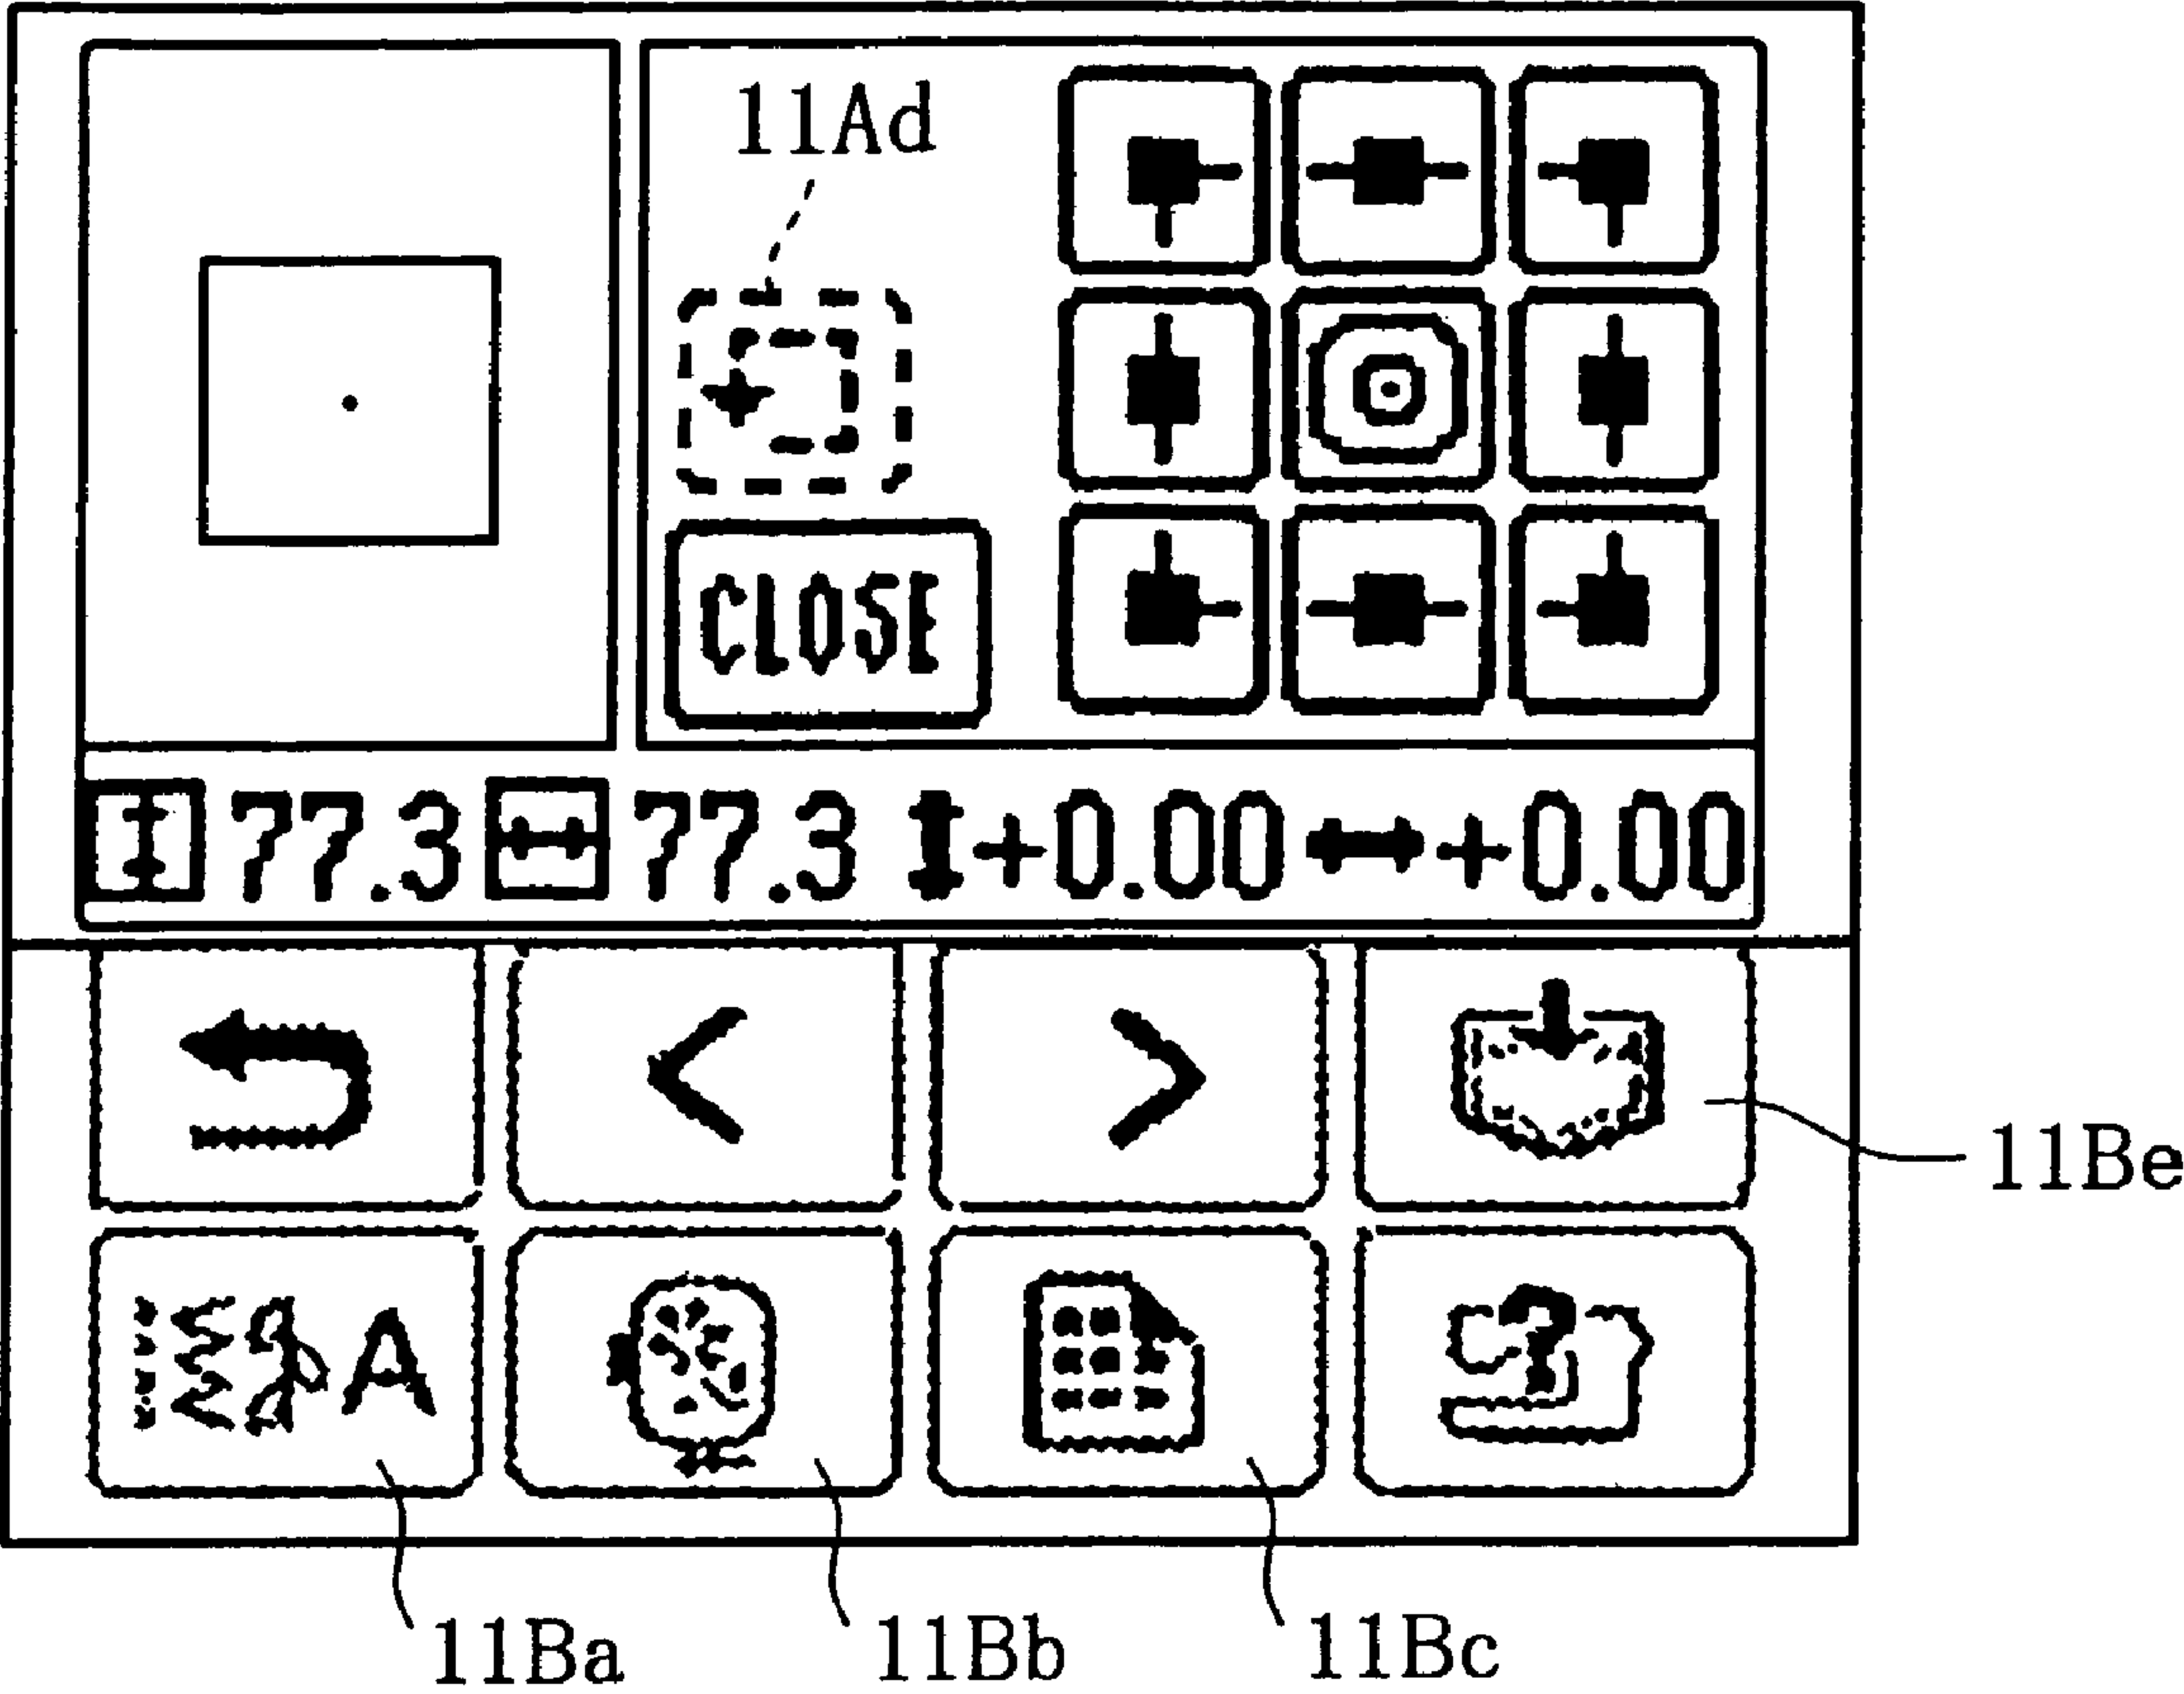 11Ad
CLOSE
77.3 77.3 +0.00 +0.00
< >
11Be
A
11Ba 11Bb 11Bc